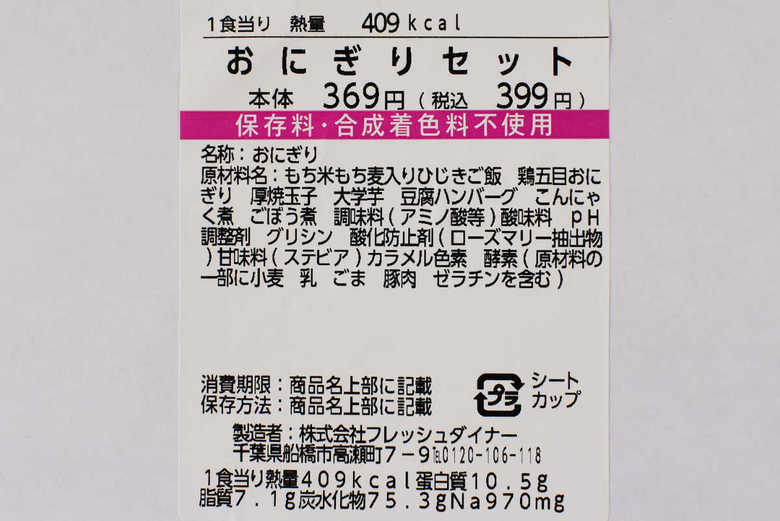 1食当り 熱量 409kcal
おにぎりセット
本体 369円(税込 399円)
保存料・合成着色料不使用
名称:おにぎり
原材料名:もち米もち麦入りひじきご飯 鶏五目おに
ぎり 厚焼玉子 大学芋 豆腐ハンバーグ こんにゃ
く煮 ごぼう煮 調味料(アミノ酸等)酸味料 pH
調整剤 グリシン 酸化防止剤(ローズマリー抽出物
)甘味料(ステビア)カラメル色素 酵素(原材料の
一部に小麦 乳 ごま 豚肉 ゼラチンを含む)
消費期限:商品名上部に記載
保存方法:商品名上部に記載
プラ
シート
カップ
製造者:株式会社フレッシュダイナー
千葉県船橋市高瀬町7-9℡0120-106-118
1食当り熱量409kcal蛋白質10.5g
脂質7.1g炭水化物75.3gNa970mg